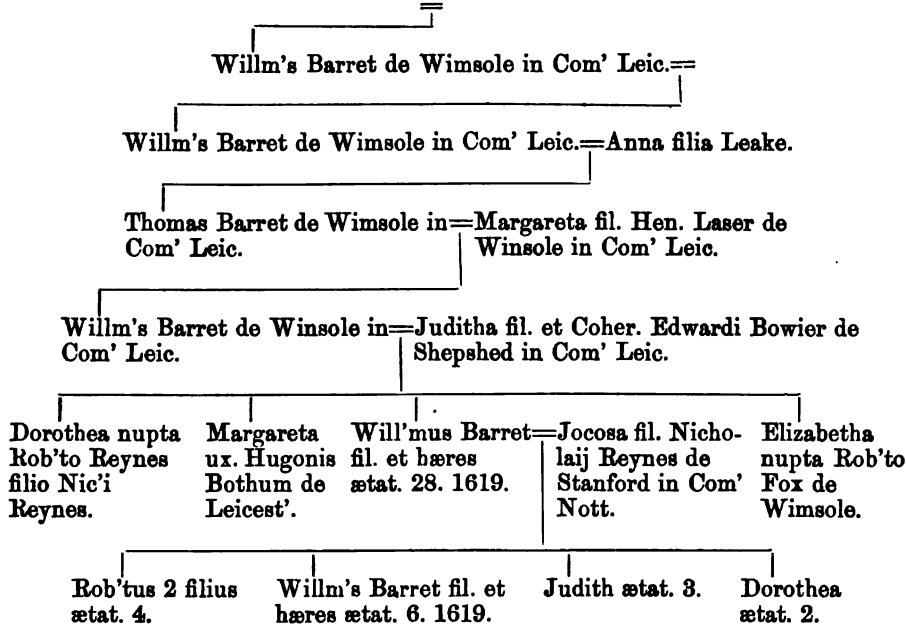 Willm's Barret de Wimsole in Com' Leic.==
Willm's Barret de Wimsole in Com' Leic.==Anna filia Leake.
Thomas Barret de Wimsole in==Margareta fil. Hen. Laser de
Com' Leic.
Winsole in Com' Leic.
Willm's Barret de Winsole in==Juditha fil. et Coher. Edwardi Bowier de
Com' Leic.
Shepshed in Com' Leic.
Dorothea nupta
Rob'to Reynes
filio Nic'i
Reynes.
Margareta
ux. Hugonis
Bothum de
Leicest'.
Will'mus Barret==
fil. et hæres
ætat. 28. 1619.
Jocosa fil. Nicho-
laij Reynes de
Stanford in Com'
Nott.
Elizabetha
nupta Rob'to
Fox de
Wimsole.
Rob'tus 2 filius
ætat. 4.
Willm's Barret fil. et
hæres ætat. 6. 1619.
Judith ætat. 3.
Dorothea
ætat. 2.